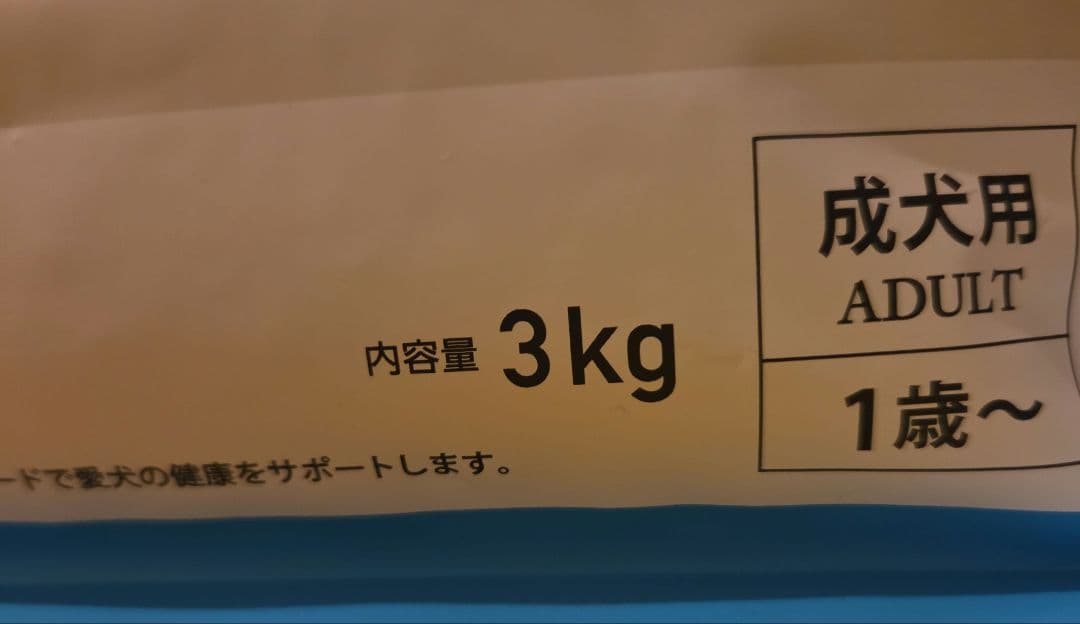 成犬用
ADULT
1歳〜
内容量 3kg
ードで愛犬の健康をサポートします。